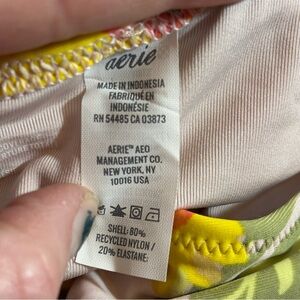 aerie
MADE IN INDONESIA
FABRIQUÉ EN
INDONÉSIE
RN 54485 CA 03873
AERIE™ AEO
MANAGEMENT CO.
NEW YORK, NY
10016 USA
SHELL: 80%
RECYCLED NYLON /
20% ELASTANE;